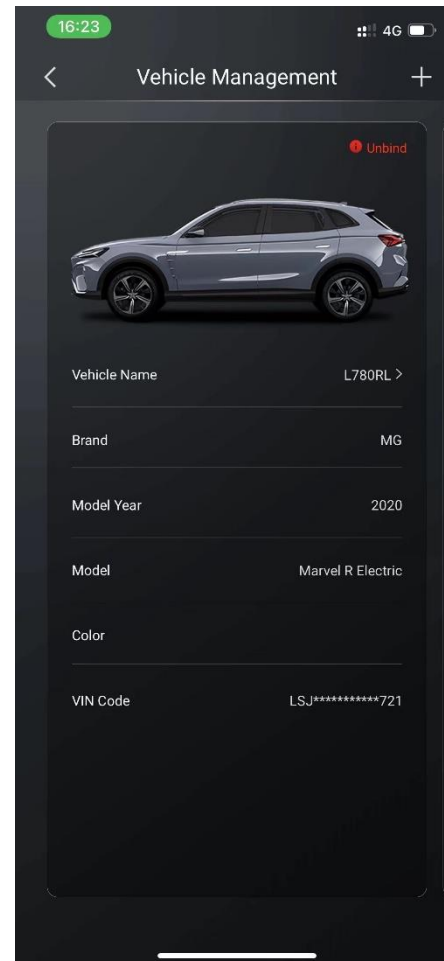 16:23 4G
Vehicle Management
Unbind
Vehicle Name L780RL >
Brand MG
Model Year 2020
Model Marvel R Electric
Color
VIN Code LSJ***********721